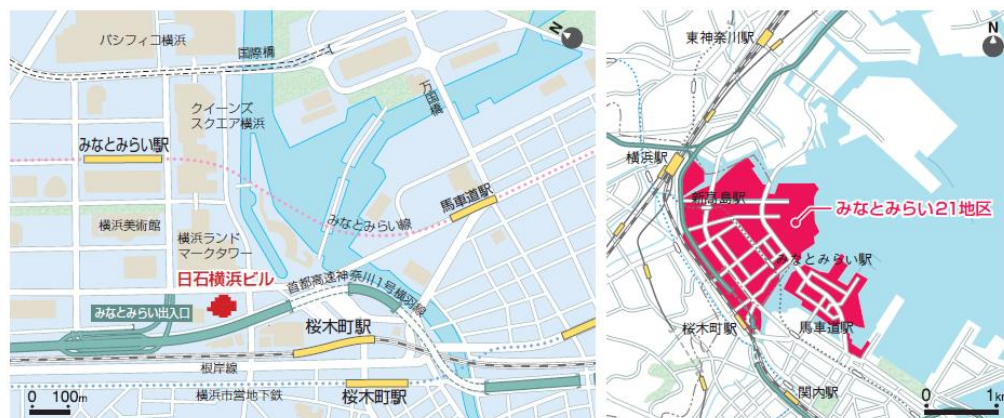 パシフィコ横浜
国際橋
N
万国橋
クイーンズ
スクエア横浜
みなとみらい駅
馬車道駅
みなとみらい線
横浜美術館
横浜ランド
マークタワー
日石横浜ビル
首都高速神奈川1号横羽線
みなとみらい出入口
桜木町駅
根岸線
横浜市営地下鉄
桜木町駅
0 100m
N
東神奈川駅
横浜駅
新高島駅
みなとみらい21地区
みなとみらい駅
桜木町駅
馬車道駅
関内駅
0 1